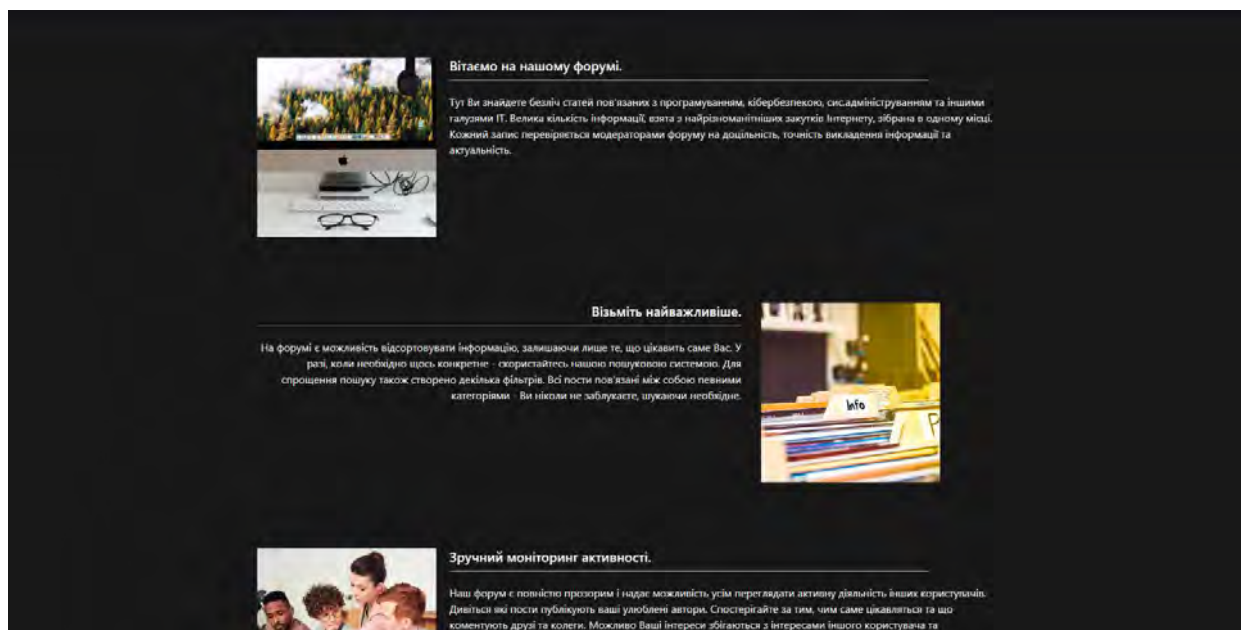 Вітаємо на нашому форумі.
Тут Ви знайдете безліч статей пов'язаних з програмуванням, кібербезпекою, сис.адмініструванням та іншими
галузями ІТ. Велика кількість інформації, взята з найрізноманітніших закутків Інтернету, зібрана в одному місці.
Кожний запис перевіряється модераторами форуму на доцільність, точність викладення інформації та
актуальність.
Візьміть найважливіше.
На форумі є можливість відсортовувати інформацію, залишаючи лише те, що цікавить саме Вас. У
разі, коли необхідно щось конкретне - скористайтесь нашою пошуковою системою. Для
спрощення пошуку також створено декілька фільтрів. Всі пости пов'язані між собою певними
категоріями - Ви ніколи не заблукаєте, шукаючи необхідне.
Info
P
Зручний моніторинг активності.
Наш форум є повністю прозорим і надає можливість усім переглядати активну діяльність інших користувачів.
Дивіться які пости публікують ваші улюблені автори. Спостерігайте за тим, чим саме цікавляться та що
коментують друзі та колеги. Можливо Ваші інтереси збігаються з інтересами іншого користувача та